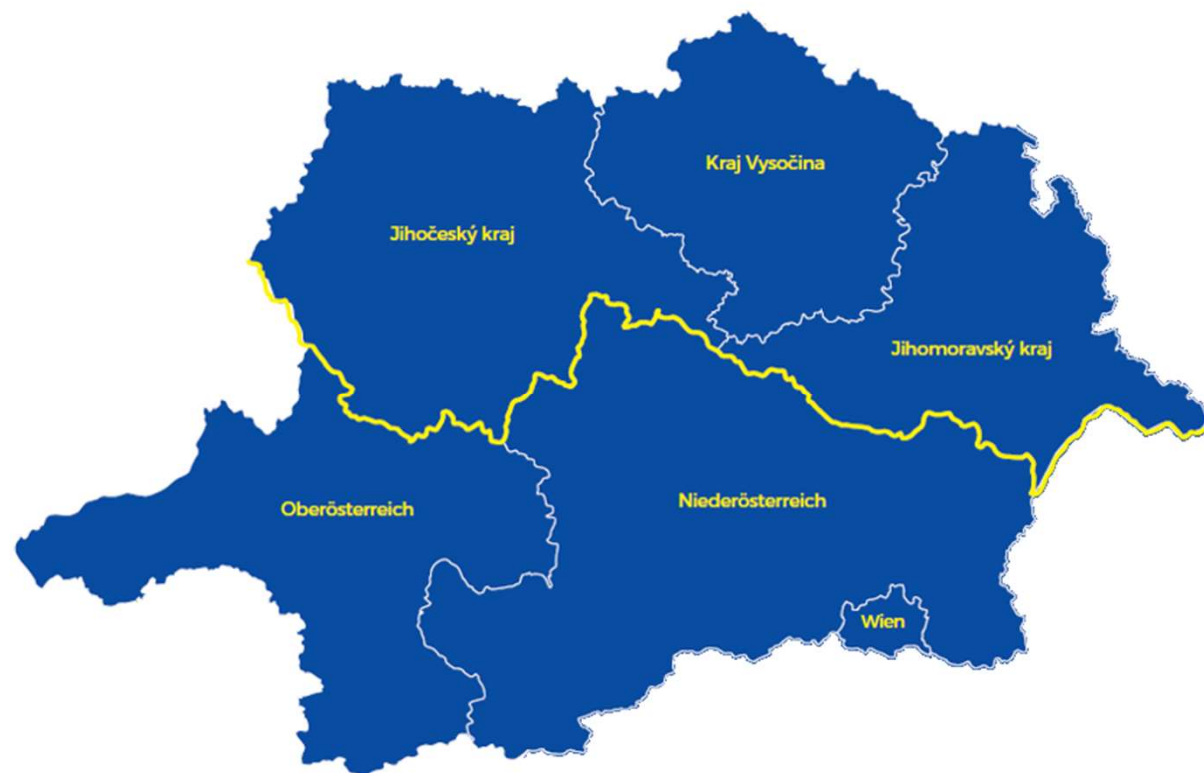 Kraj Vysočina
Jihočeský kraj
Jihomoravský kraj
Oberösterreich
Niederösterreich
Wien